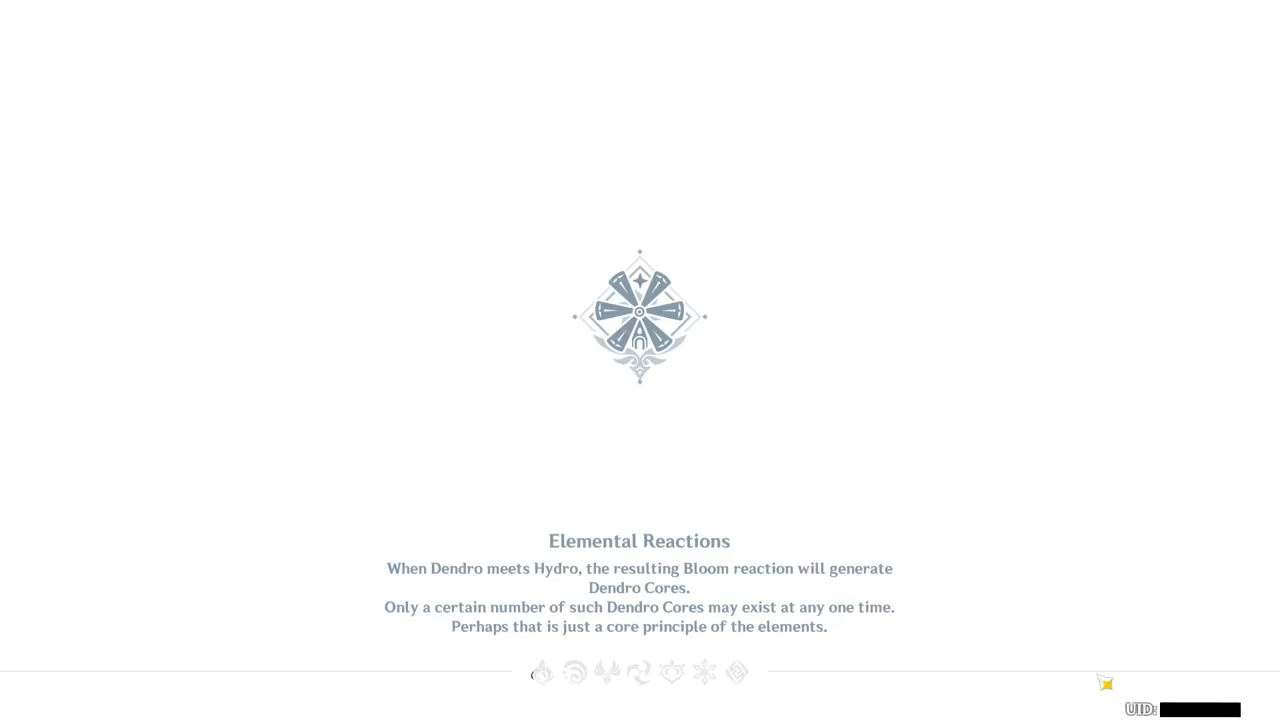 Elemental Reactions
When Dendro meets Hydro, the resulting Bloom reaction will generate
Dendro Cores.
Only a certain number of such Dendro Cores may exist at any one time.
Perhaps that is just a core principle of the elements.
UID: